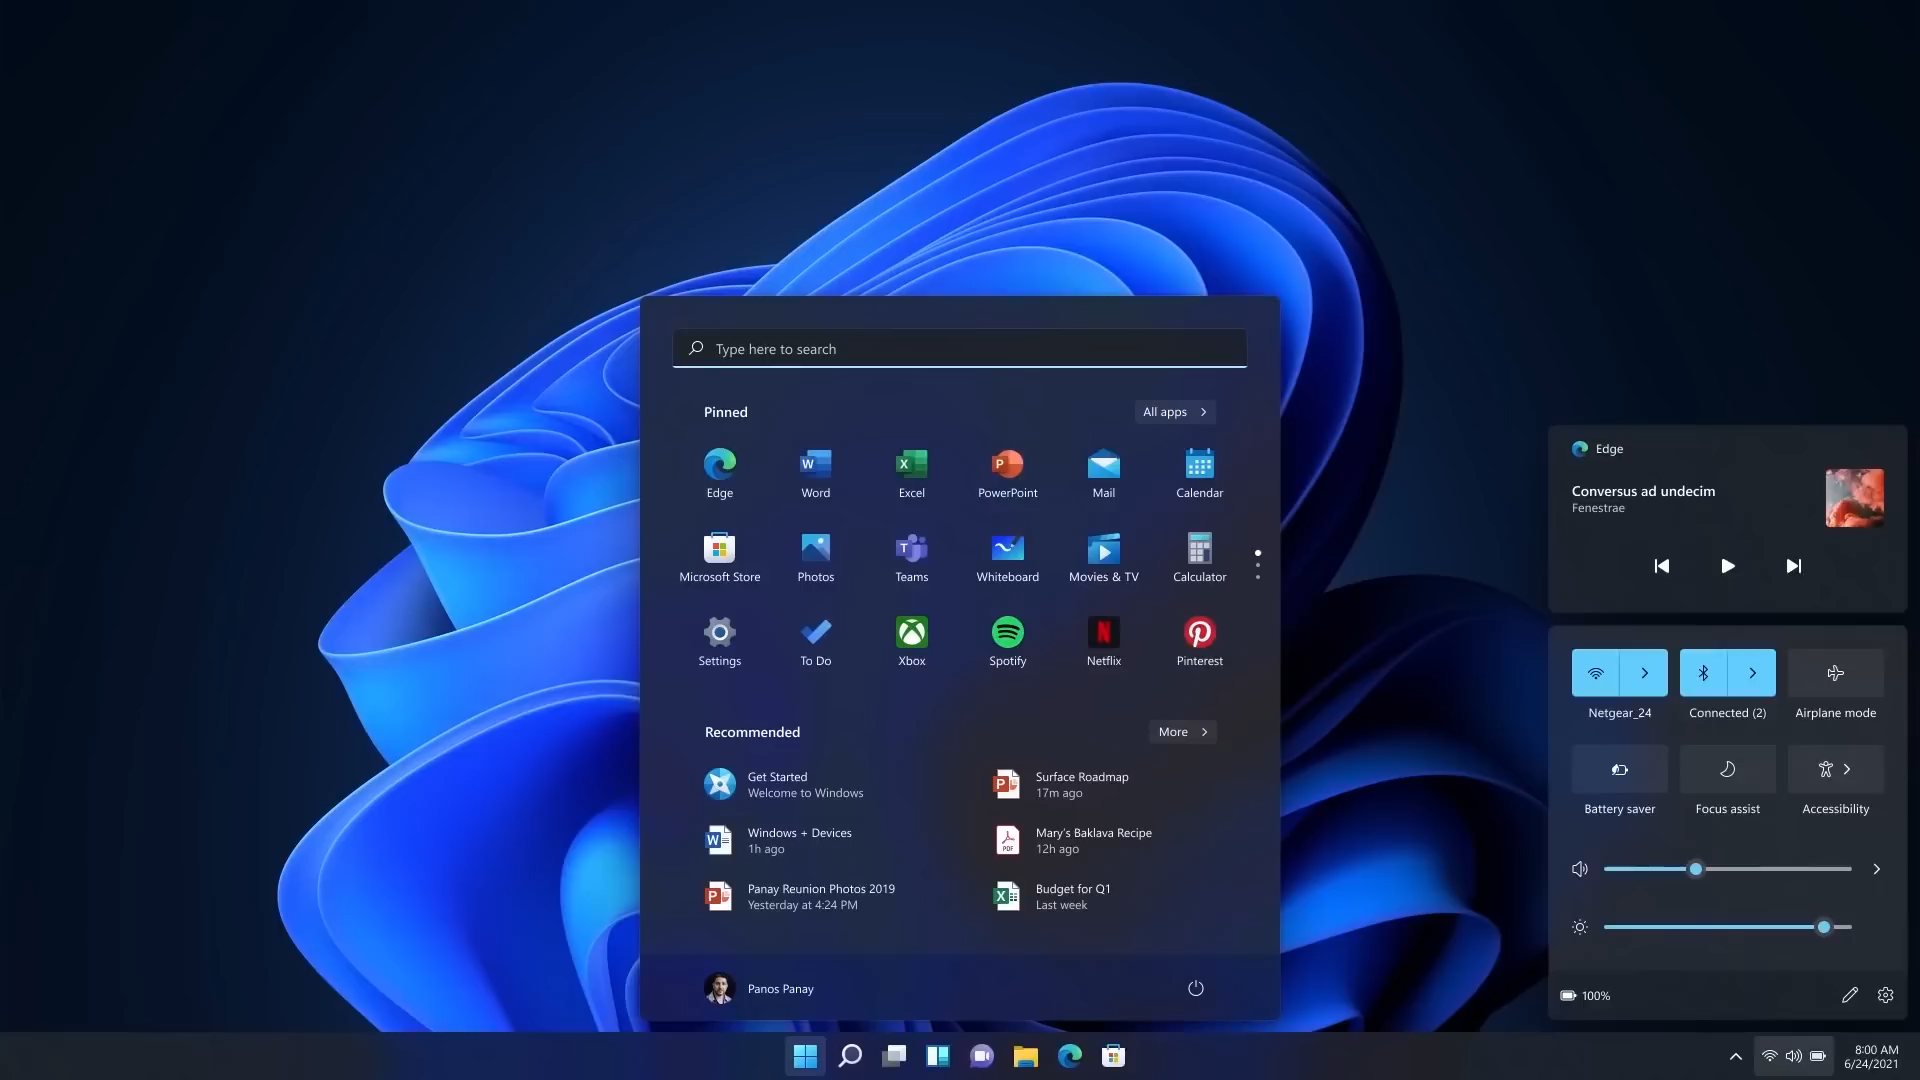 Type here to search
Pinned
All apps
Edge
Word
Excel
PowerPoint
Mail
Calendar
Microsoft Store
Photos
Teams
Whiteboard
Movies & TV
Calculator
Settings
To Do
Xbox
Spotify
Netflix
Pinterest
Recommended
More
Get Started
Welcome to Windows
Surface Roadmap
17m ago
Windows + Devices
1h ago
Mary's Baklava Recipe
12h ago
Panay Reunion Photos 2019
Yesterday at 4:24 PM
Budget for Q1
Last week
Panos Panay
Edge
Conversus ad undecim
Fenestrae
Netgear_24
Connected (2)
Airplane mode
Battery saver
Focus assist
Accessibility
100%
8:00 AM
6/24/2021